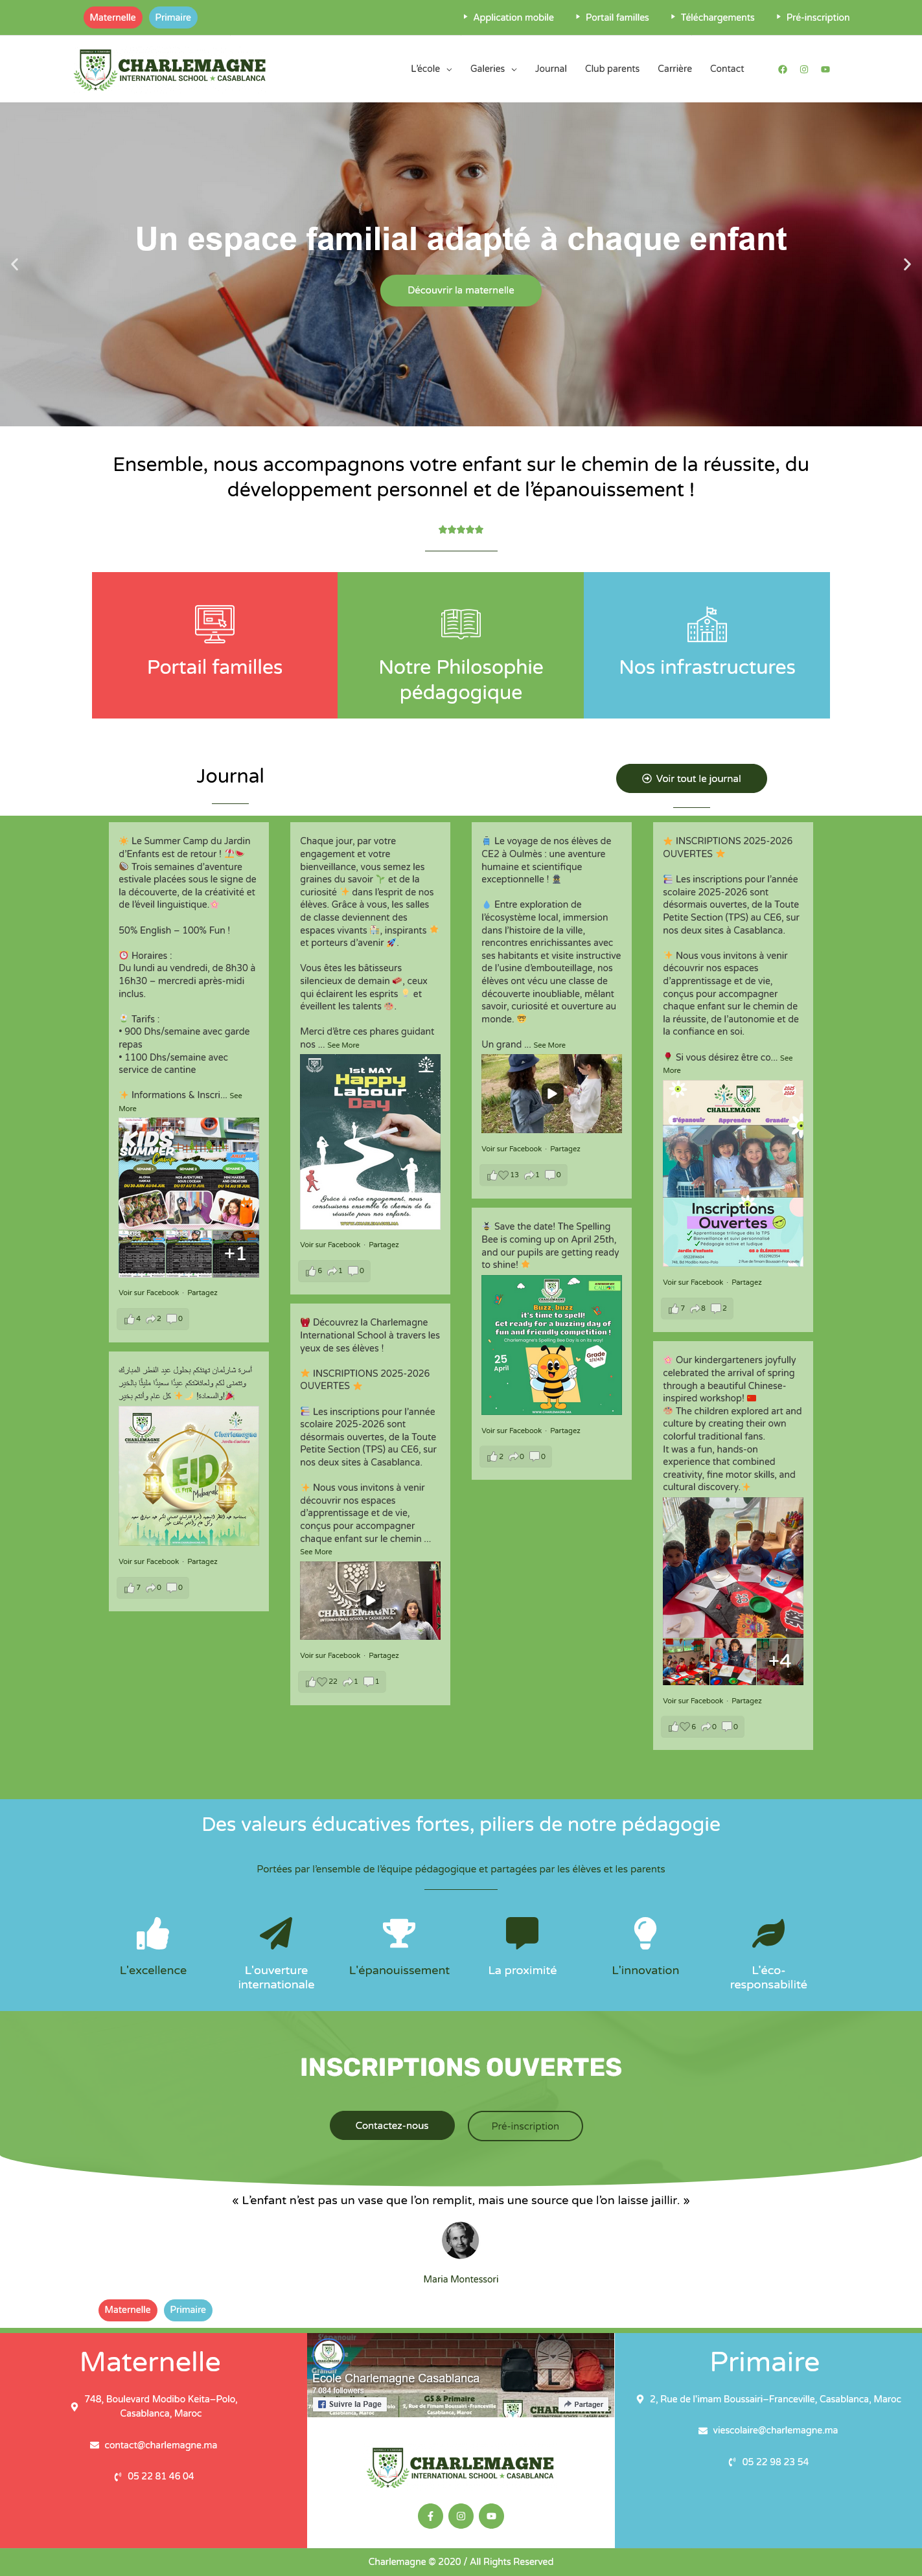 Maternelle
Primaire
Application mobile
Portail familles
Téléchargements
Pré-inscription
CHARLEMAGNE
INTERNATIONAL SCHOOL ★ CASABLANCA
L'école
Galeries
Journal
Club parents
Carrière
Contact
Un espace familial adapté à chaque enfant
Découvrir la maternelle
Ensemble, nous accompagnons votre enfant sur le chemin de la réussite, du
développement personnel et de l'épanouissement !
Portail familles
Notre Philosophie
pédagogique
Nos infrastructures
Journal
Voir tout le journal
☀️ Le Summer Camp du Jardin
d'Enfants est de retour !
Trois semaines d'aventure
estivale placées sous le signe de
la découverte, de la créativité et
de l'éveil linguistique.
50% English – 100% Fun !
Horaires :
Du lundi au vendredi, de 8h30 à
16h30 – mercredi après-midi
inclus.
Tarifs :
• 900 Dhs/semaine avec garde
repas
• 1100 Dhs/semaine avec
service de cantine
✨ Informations & Inscri... See
More
KIDS
SUMMER
Camp
+1
Voir sur Facebook · Partagez
4 2 0
أسرة شارلمان تهنئكم بحلول عيد الفطر المبارك
وتتمنى لكم ولعائلاتكم عيدًا سعيدًا مليئًا بالخير
والسعادة! كل عام وأنتم بخير
EID
Mubarak
Voir sur Facebook · Partagez
7 0 0
Chaque jour, par votre
engagement et votre
bienveillance, vous semez les
graines du savoir 🌱 et de la
curiosité ✨ dans l'esprit de nos
élèves. Grâce à vous, les salles
de classe deviennent des
espaces vivants, inspirants 🌟
et porteurs d'avenir 🚀.
Vous êtes les bâtisseurs
silencieux de demain 🧱, ceux
qui éclairent les esprits 💡 et
éveillent les talents 🎨.
Merci d'être ces phares guidant
nos ... See More
1ST MAY
Happy
Labour
Day
Grâce à votre engagement, nous
construisons ensemble le chemin de la
réussite pour nos enfants.
Voir sur Facebook · Partagez
6 1 0
Découvrez la Charlemagne
International School à travers les
yeux de ses élèves !
🌟 INSCRIPTIONS 2025-2026
OUVERTES 🌟
Les inscriptions pour l'année
scolaire 2025-2026 sont
désormais ouvertes, de la Toute
Petite Section (TPS) au CE6, sur
nos deux sites à Casablanca.
✨ Nous vous invitons à venir
découvrir nos espaces
d'apprentissage et de vie,
conçus pour accompagner
chaque enfant sur le chemin ...
See More
CHARLEMAGNE
INTERNATIONAL SCHOOL ★ CASABLANCA
Voir sur Facebook · Partagez
22 1 1
Le voyage de nos élèves de
CE2 à Oulmès : une aventure
humaine et scientifique
exceptionnelle !
💧 Entre exploration de
l'écosystème local, immersion
dans l'histoire de la ville,
rencontres enrichissantes avec
ses habitants et visite instructive
de l'usine d'embouteillage, nos
élèves ont vécu une classe de
découverte inoubliable, mêlant
savoir, curiosité et ouverture au
monde. 🤓
Un grand ... See More
Voir sur Facebook · Partagez
13 1 0
Save the date! The Spelling
Bee is coming up on April 25th,
and our pupils are getting ready
to shine! 🌟
Buzz, buzz
it's time to spell!
Get ready for a buzzing day of
fun and friendly competition !
25
April
Grade
Voir sur Facebook · Partagez
2 0 0
🌟 INSCRIPTIONS 2025-2026
OUVERTES 🌟
Les inscriptions pour l'année
scolaire 2025-2026 sont
désormais ouvertes, de la Toute
Petite Section (TPS) au CE6, sur
nos deux sites à Casablanca.
✨ Nous vous invitons à venir
découvrir nos espaces
d'apprentissage et de vie,
conçus pour accompagner
chaque enfant sur le chemin de
la réussite, de l'autonomie et de
la confiance en soi.
🎈 Si vous désirez être co... See
More
CHARLEMAGNE
S'épanouir
Apprendre
Grandir
Inscriptions
Ouvertes
Voir sur Facebook · Partagez
7 8 2
🌸 Our kindergarteners joyfully
celebrated the arrival of spring
through a beautiful Chinese-
inspired workshop! 🇨🇳
🎨 The children explored art and
culture by creating their own
colorful traditional fans.
It was a fun, hands-on
experience that combined
creativity, fine motor skills, and
cultural discovery. ✨
+4
Voir sur Facebook · Partagez
6 0 0
Des valeurs éducatives fortes, piliers de notre pédagogie
Portées par l'ensemble de l'équipe pédagogique et partagées par les élèves et les parents
L'excellence
L'ouverture
internationale
L'épanouissement
La proximité
L'innovation
L'éco-
responsabilité
INSCRIPTIONS OUVERTES
Contactez-nous
Pré-inscription
« L'enfant n'est pas un vase que l'on remplit, mais une source que l'on laisse jaillir. »
Maria Montessori
Maternelle
Primaire
Maternelle
748, Boulevard Modibo Keita–Polo,
Casablanca, Maroc
contact@charlemagne.ma
05 22 81 46 04
École Charlemagne Casablanca
7 084 followers
Suivre la Page
GS & Primaire
Partager
CHARLEMAGNE
INTERNATIONAL SCHOOL ★ CASABLANCA
Primaire
2, Rue de l'imam Boussairi–Franceville, Casablanca, Maroc
viescolaire@charlemagne.ma
05 22 98 23 54
Charlemagne © 2020 / All Rights Reserved